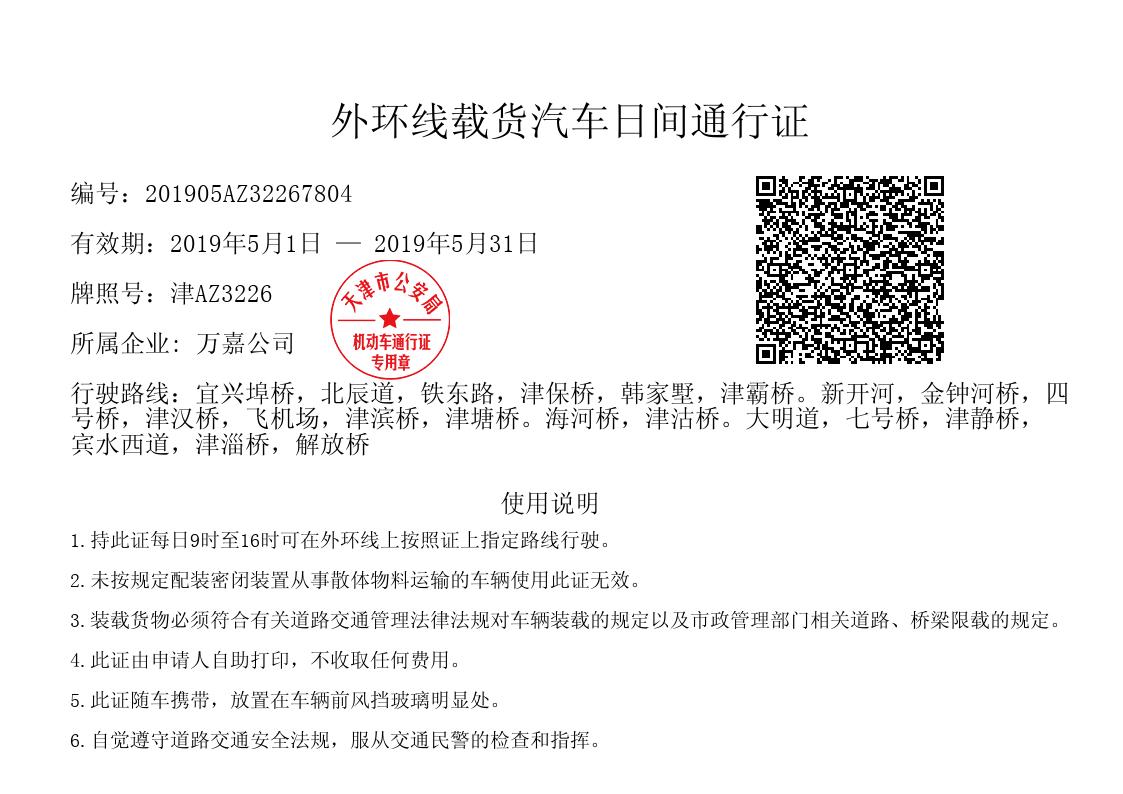 外环线载货汽车日间通行证
编号：201905AZ32267804
有效期：2019年5月1日 — 2019年5月31日
牌照号：津AZ3226
天津市公安局
机动车通行证
专用章
所属企业: 万嘉公司
行驶路线：宜兴埠桥，北辰道，铁东路，津保桥，韩家墅，津霸桥。新开河，金钟河桥，四
号桥，津汉桥，飞机场，津滨桥，津塘桥。海河桥，津沽桥。大明道，七号桥，津静桥，
宾水西道，津淄桥，解放桥
使用说明
1.持此证每日9时至16时可在外环线上按照证上指定路线行驶。
2.未按规定配装密闭装置从事散体物料运输的车辆使用此证无效。
3.装载货物必须符合有关道路交通管理法律法规对车辆装载的规定以及市政管理部门相关道路、桥梁限载的规定。
4.此证由申请人自助打印，不收取任何费用。
5.此证随车携带，放置在车辆前风挡玻璃明显处。
6.自觉遵守道路交通安全法规，服从交通民警的检查和指挥。